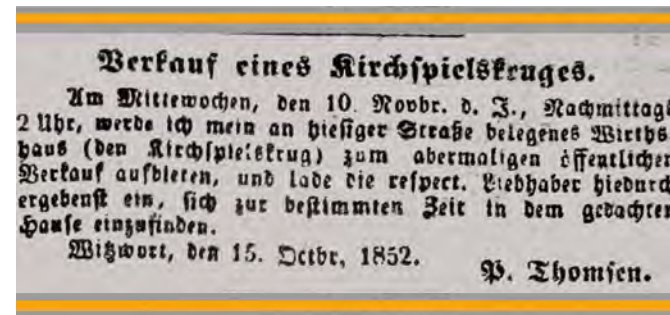 Verkauf eines Kirchspielskruges.
Am Mittewochen, den 10. Novbr. d. J., Nachmittags
2 Uhr, werde ich mein an hiesiger Straße belegenes Wirths
haus (den Kirchspielskrug) zum abermaligen öffentlichen
Verkauf aufbieten, und lade die respect. Liebhaber hiedurch
ergebenst ein, sich zur bestimmten Zeit in dem gedachten
Hause einzufinden.
Witzwort, den 15. Octbr, 1852.
P. Thomsen.